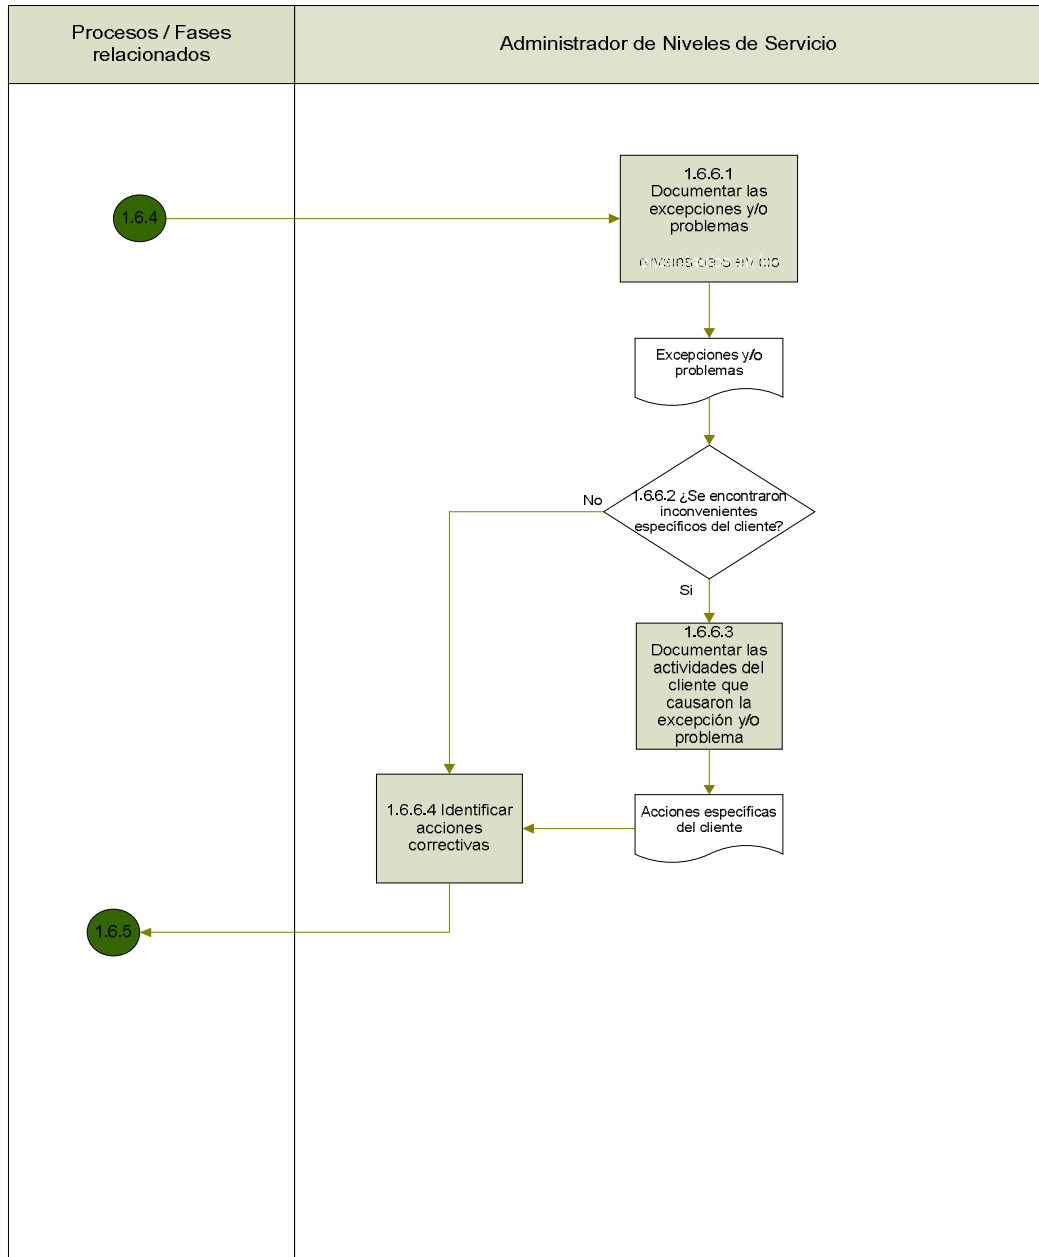 Procesos / Fases
relacionados
Administrador de Niveles de Servicio
1.6.4
1.6.6.1
Documentar las
excepciones y/o
problemas
Excepciones y/o
problemas
No
1.6.6.2 ¿Se encontraron
inconvenientes
específicos del cliente?
Si
1.6.6.3
Documentar las
actividades del
cliente que
causaron la
excepción y/o
problema
1.6.6.4 Identificar
acciones
correctivas
Acciones específicas
del cliente
1.6.5